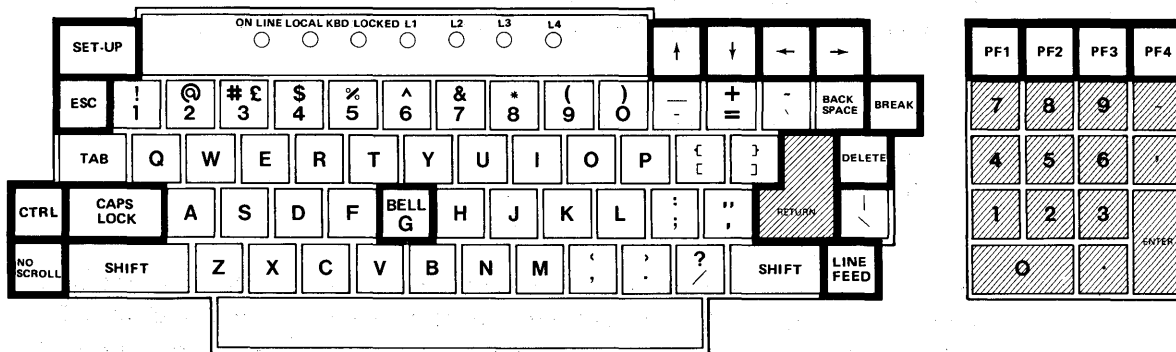 ON LINE LOCAL KBD LOCKED L1 L2 L3 L4
SET-UP ↑ ↓ ← → PF1 PF2 PF3 PF4
ESC ! 1 @ 2 # £ 3 $ 4 % 5 ^ 6 & 7 * 8 ( 9 ) 0 — - + = ~ ` BACK SPACE BREAK 7 8 9 -
TAB Q W E R T Y U I O P { [ } ] DELETE 4 5 6 ,
CTRL CAPS LOCK A S D F BELL G H J K L : ; " ' RETURN | \ 1 2 3 ENTER
NO SCROLL SHIFT Z X C V B N M < , > . ? / SHIFT LINE FEED 0 .